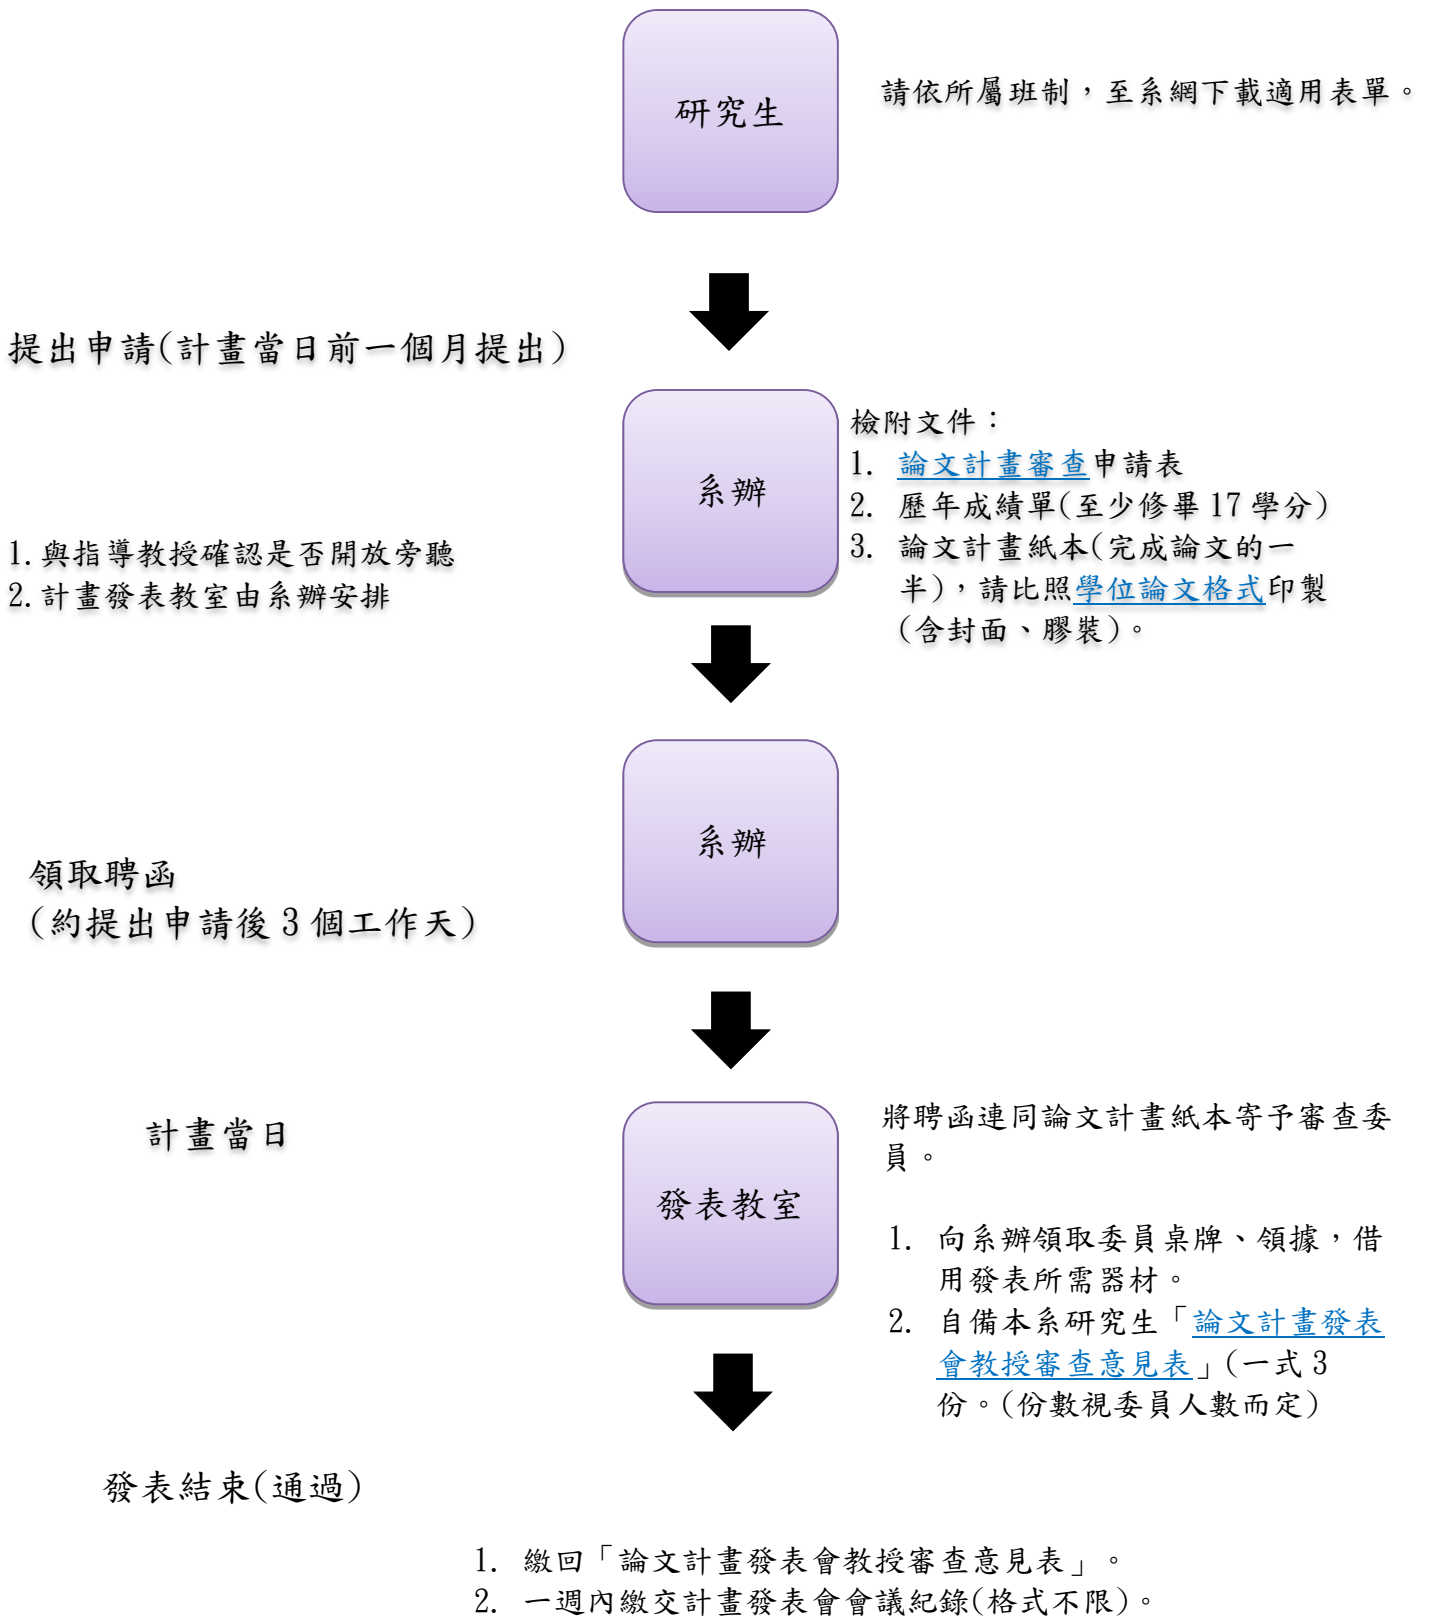 研究生
請依所屬班制，至系網下載適用表單。
提出申請(計畫當日前一個月提出)
系辦
檢附文件：
1. 論文計畫審查申請表
2. 歷年成績單(至少修畢 17 學分)
3. 論文計畫紙本(完成論文的一
半)，請比照學位論文格式印製
(含封面、膠裝)。
1.與指導教授確認是否開放旁聽
2.計畫發表教室由系辦安排
系辦
領取聘函
(約提出申請後 3 個工作天)
計畫當日
發表教室
將聘函連同論文計畫紙本寄予審查委
員。
1. 向系辦領取委員桌牌、領據，借
用發表所需器材。
2. 自備本系研究生「論文計畫發表
會教授審查意見表」(一式 3
份。(份數視委員人數而定)
發表結束(通過)
1. 繳回「論文計畫發表會教授審查意見表」。
2. 一週內繳交計畫發表會會議紀錄(格式不限)。